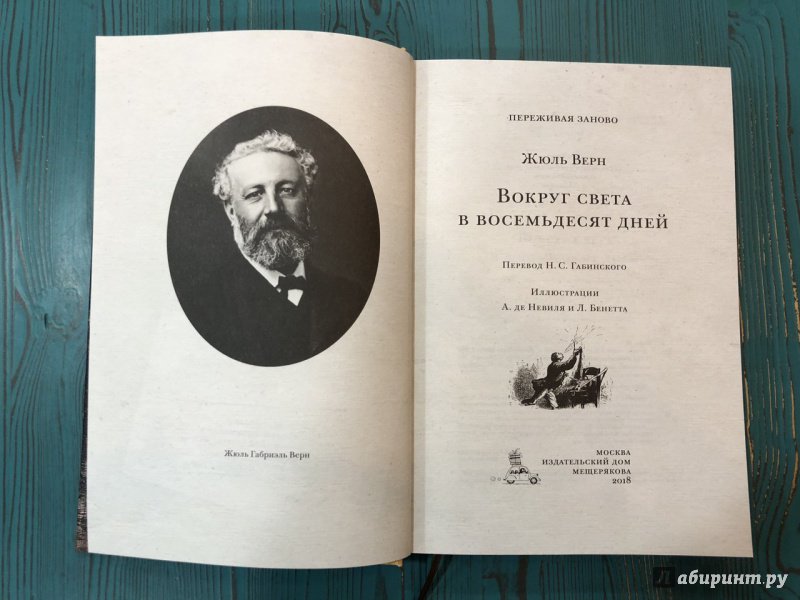 Жюль Габриэль Верн
ПЕРЕЖИВАЯ ЗАНОВО
Жюль Верн
Вокруг света
в восемьдесят дней
Перевод Н. С. Габинского
Иллюстрации
А. де Невиля и Л. Бенетта
МОСКВА
ИЗДАТЕЛЬСКИЙ ДОМ
МЕЩЕРЯКОВА
2018
Лабиринт.ру